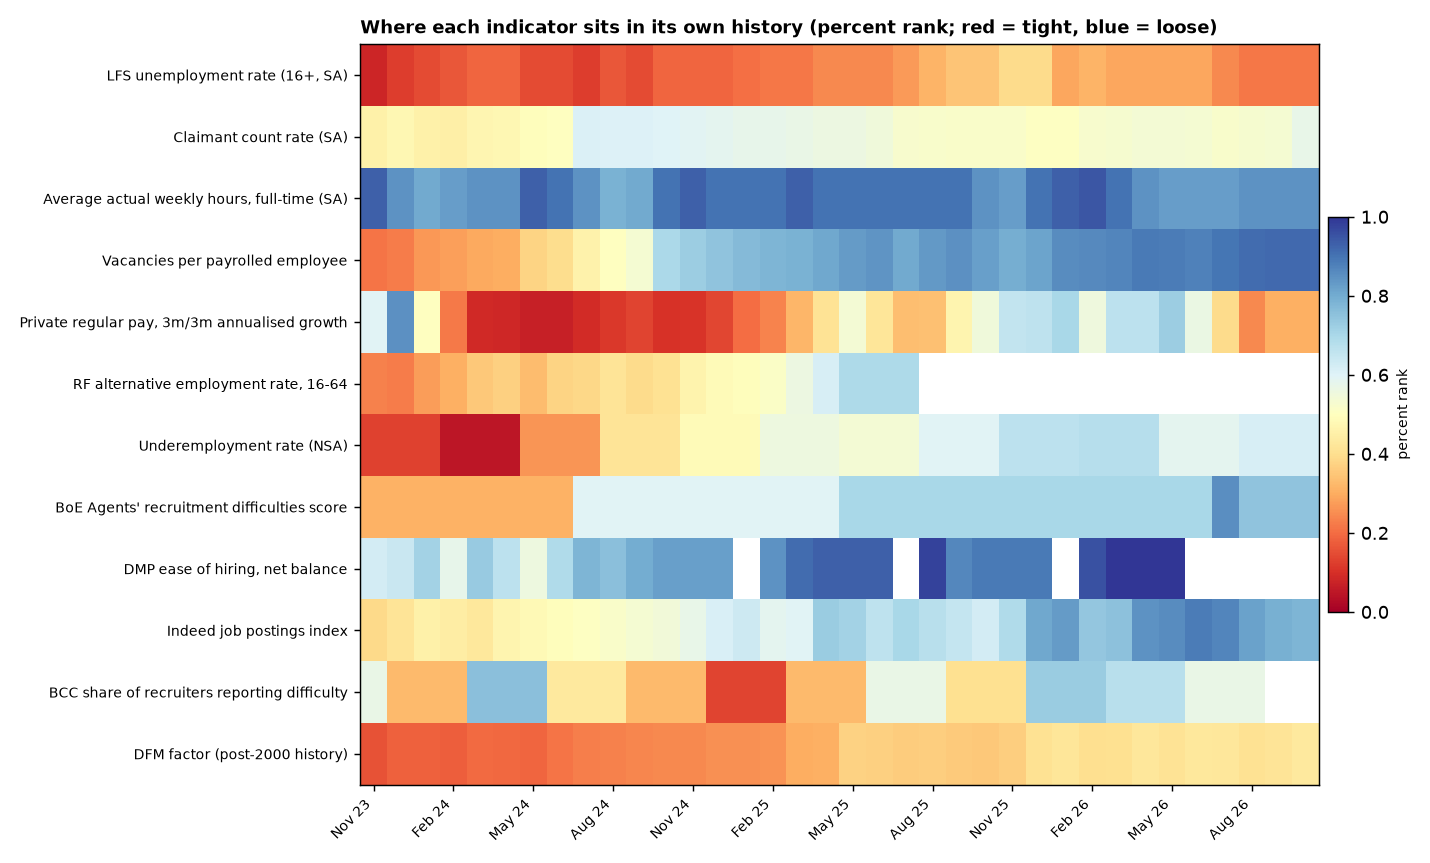 Where each indicator sits in its own history (percent rank; red = tight, blue = loose)
LFS unemployment rate (16+, SA)
Claimant count rate (SA)
Average actual weekly hours, full-time (SA)
Vacancies per payrolled employee
Private regular pay, 3m/3m annualised growth
RF alternative employment rate, 16-64
Underemployment rate (NSA)
BoE Agents' recruitment difficulties score
DMP ease of hiring, net balance
Indeed job postings index
BCC share of recruiters reporting difficulty
DFM factor (post-2000 history)
Nov 23
Feb 24
May 24
Aug 24
Nov 24
Feb 25
May 25
Aug 25
Nov 25
Feb 26
May 26
Aug 26
1.0
0.8
0.6
0.4
0.2
0.0
percent rank